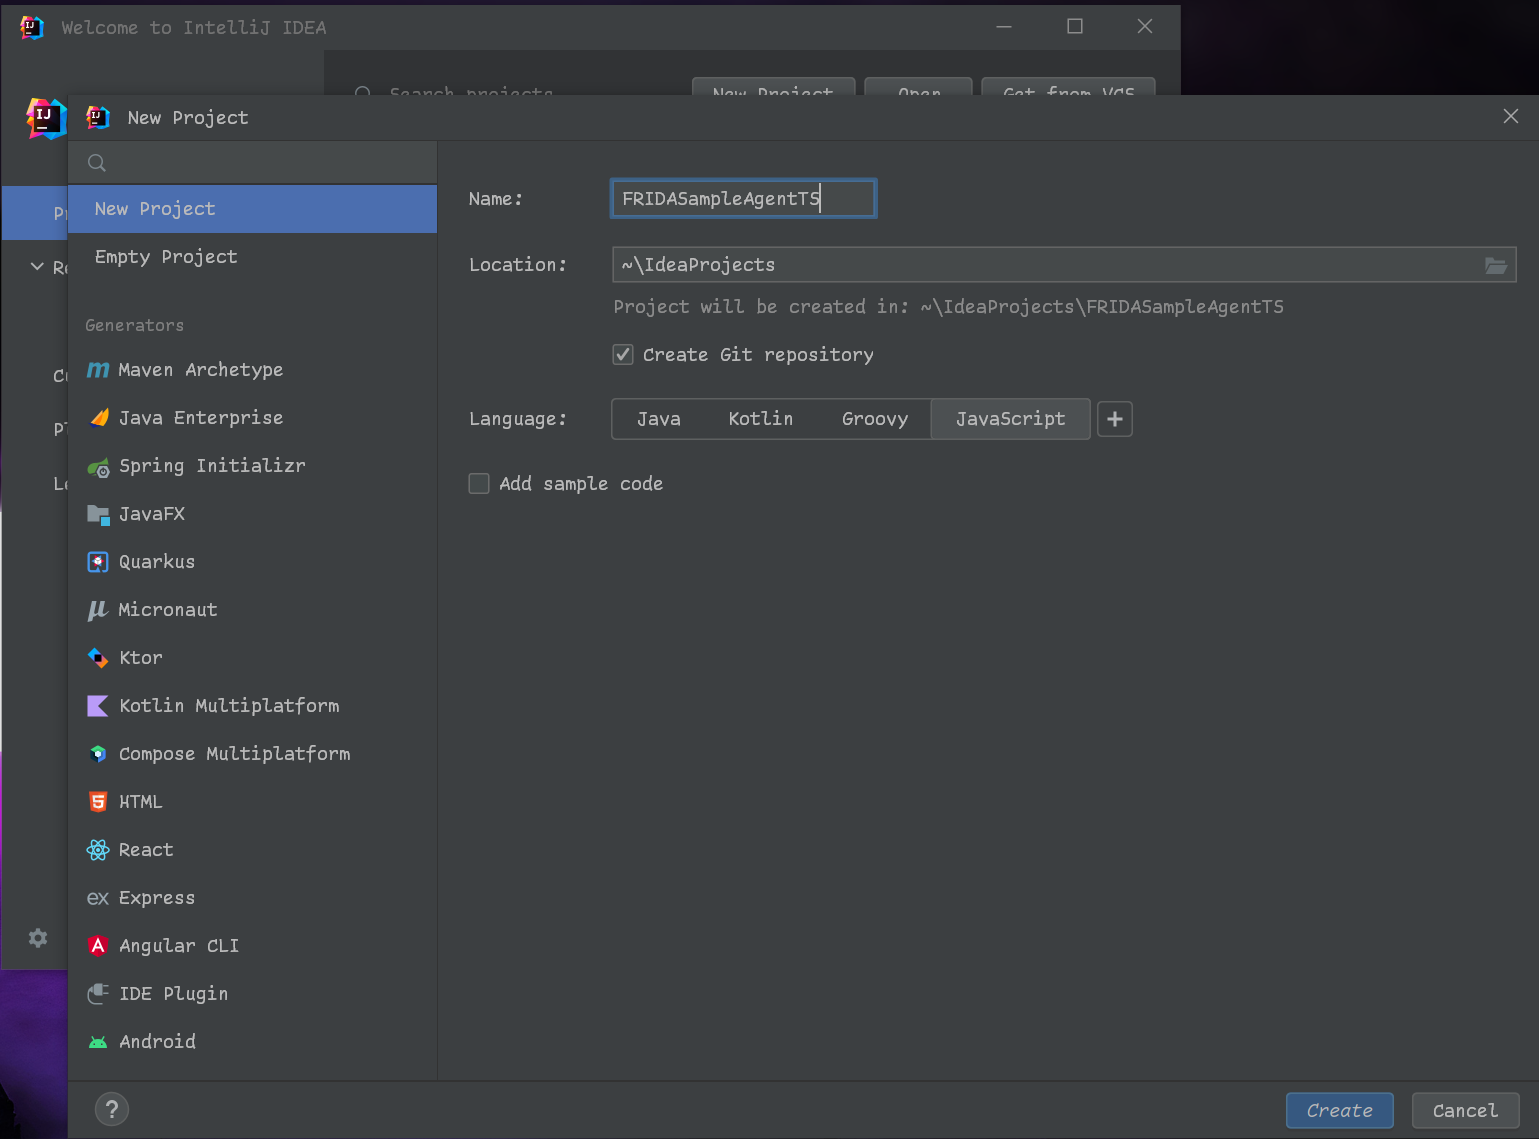 Welcome to IntelliJ IDEA
Search projects
New Project
Open
Get from VCS
New Project
New Project
Empty Project
Generators
Maven Archetype
Java Enterprise
Spring Initializr
JavaFX
Quarkus
Micronaut
Ktor
Kotlin Multiplatform
Compose Multiplatform
HTML
React
Express
Angular CLI
IDE Plugin
Android
Name: FRIDASampleAgentTS
Location: ~\IdeaProjects
Project will be created in: ~\IdeaProjects\FRIDASampleAgentTS
Create Git repository
Language: Java Kotlin Groovy JavaScript +
Add sample code
? Create Cancel